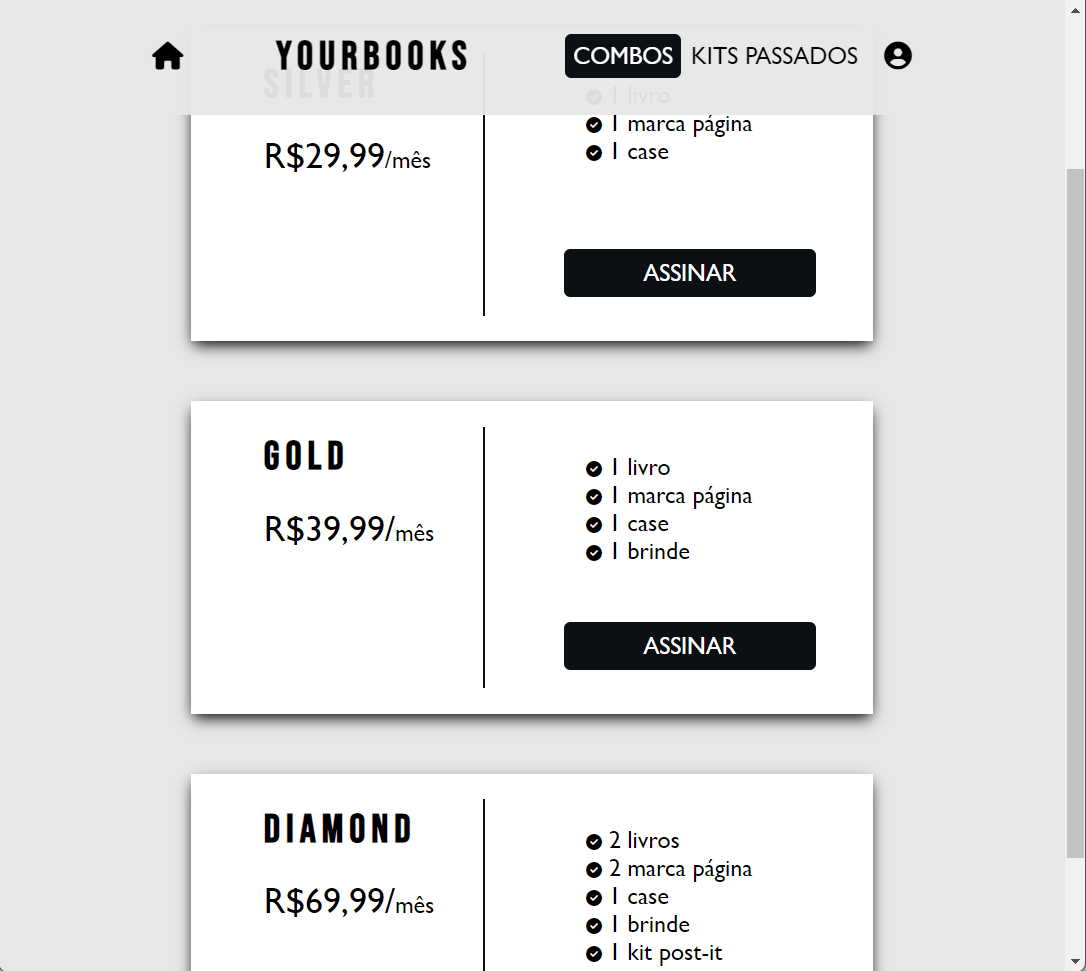 YOURBOOKS
COMBOS
KITS PASSADOS
SILVER
R$29,99/mês
1 livro
1 marca página
1 case
ASSINAR
GOLD
R$39,99/mês
1 livro
1 marca página
1 case
1 brinde
ASSINAR
DIAMOND
R$69,99/mês
2 livros
2 marca página
1 case
1 brinde
1 kit post-it